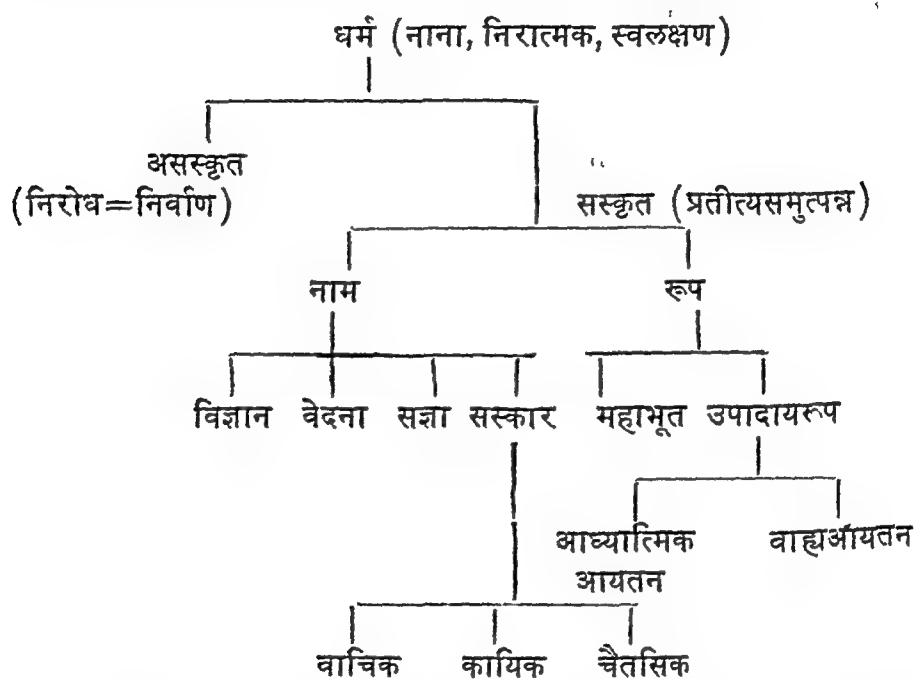 धर्म (नाना, निरात्मक, स्वलक्षण)
असस्कृत
(निरोध=निर्वाण)
सस्कृत (प्रतीत्यसमुत्पन्न)
नाम रूप
विज्ञान वेदना सज्ञा सस्कार महाभूत उपादायरूप
आध्यात्मिक वाह्यआयतन
आयतन
वाचिक कायिक चैतसिक